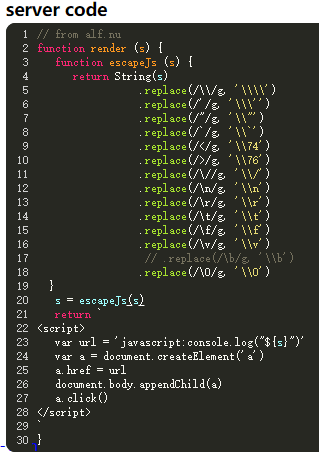 server code
1 // from alf.nu
2 function render (s) {
3 function escapeJs (s) {
4 return String(s)
5 .replace(/\\/g, '\\\\')
6 .replace(/'/g, '\\\'')
7 .replace(/"/g, '\\"')
8 .replace(/`/g, '\\`')
9 .replace(/</g, '\\74')
10 .replace(/>/g, '\\76')
11 .replace(/\//g, '\\/')
12 .replace(/\n/g, '\\n')
13 .replace(/\r/g, '\\r')
14 .replace(/\t/g, '\\t')
15 .replace(/\f/g, '\\f')
16 .replace(/\v/g, '\\v')
17 // .replace(/\b/g, '\\b')
18 .replace(/\0/g, '\\0')
19 }
20 s = escapeJs(s)
21 return `
22 <script>
23 var url = 'javascript:console.log("${s}")'
24 var a = document.createElement('a')
25 a.href = url
26 document.body.appendChild(a)
27 a.click()
28 </script>
29 `
30 }